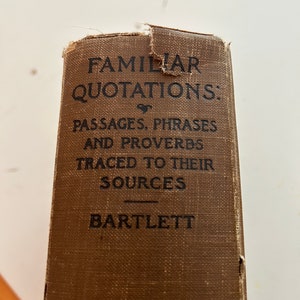 FAMILIAR
QUOTATIONS:
PASSAGES, PHRASES
AND PROVERBS
TRACED TO THEIR
SOURCES
BARTLETT